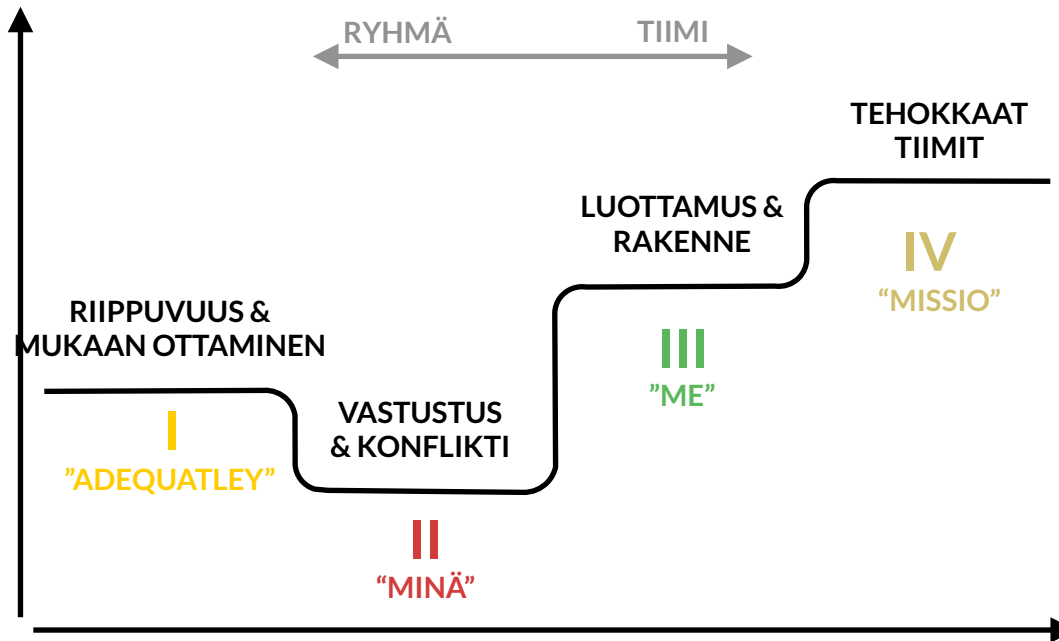 RYHMÄ
TIIMI
TEHOKKAAT
TIIMIT
LUOTTAMUS &
RAKENNE
IV
“MISSIO”
RIIPPUVUUS &
MUKAAN OTTAMINEN
III
”ME”
VASTUSTUS
& KONFLIKTI
I
”ADEQUATLEY”
II
“MINÄ”